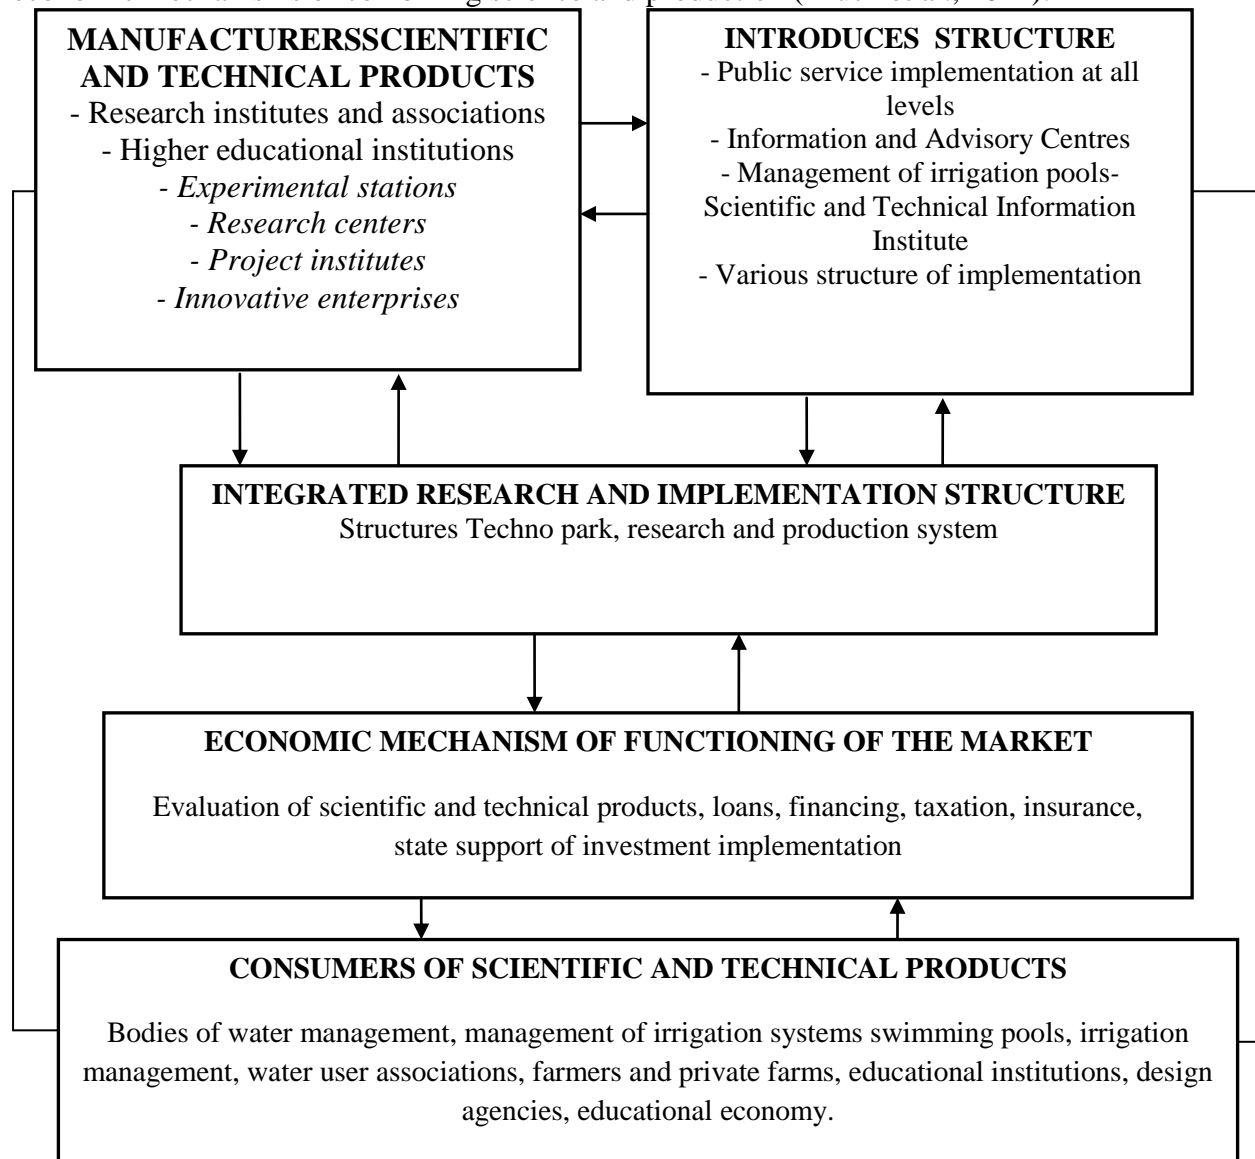 MANUFACTURERSSCIENTIFIC
AND TECHNICAL PRODUCTS
- Research institutes and associations
- Higher educational institutions
- Experimental stations
- Research centers
- Project institutes
- Innovative enterprises
INTRODUCES STRUCTURE
- Public service implementation at all
levels
- Information and Advisory Centres
- Management of irrigation pools-
Scientific and Technical Information
Institute
- Various structure of implementation
INTEGRATED RESEARCH AND IMPLEMENTATION STRUCTURE
Structures Techno park, research and production system
ECONOMIC MECHANISM OF FUNCTIONING OF THE MARKET
Evaluation of scientific and technical products, loans, financing, taxation, insurance,
state support of investment implementation
CONSUMERS OF SCIENTIFIC AND TECHNICAL PRODUCTS
Bodies of water management, management of irrigation systems swimming pools, irrigation
management, water user associations, farmers and private farms, educational institutions, design
agencies, educational economy.